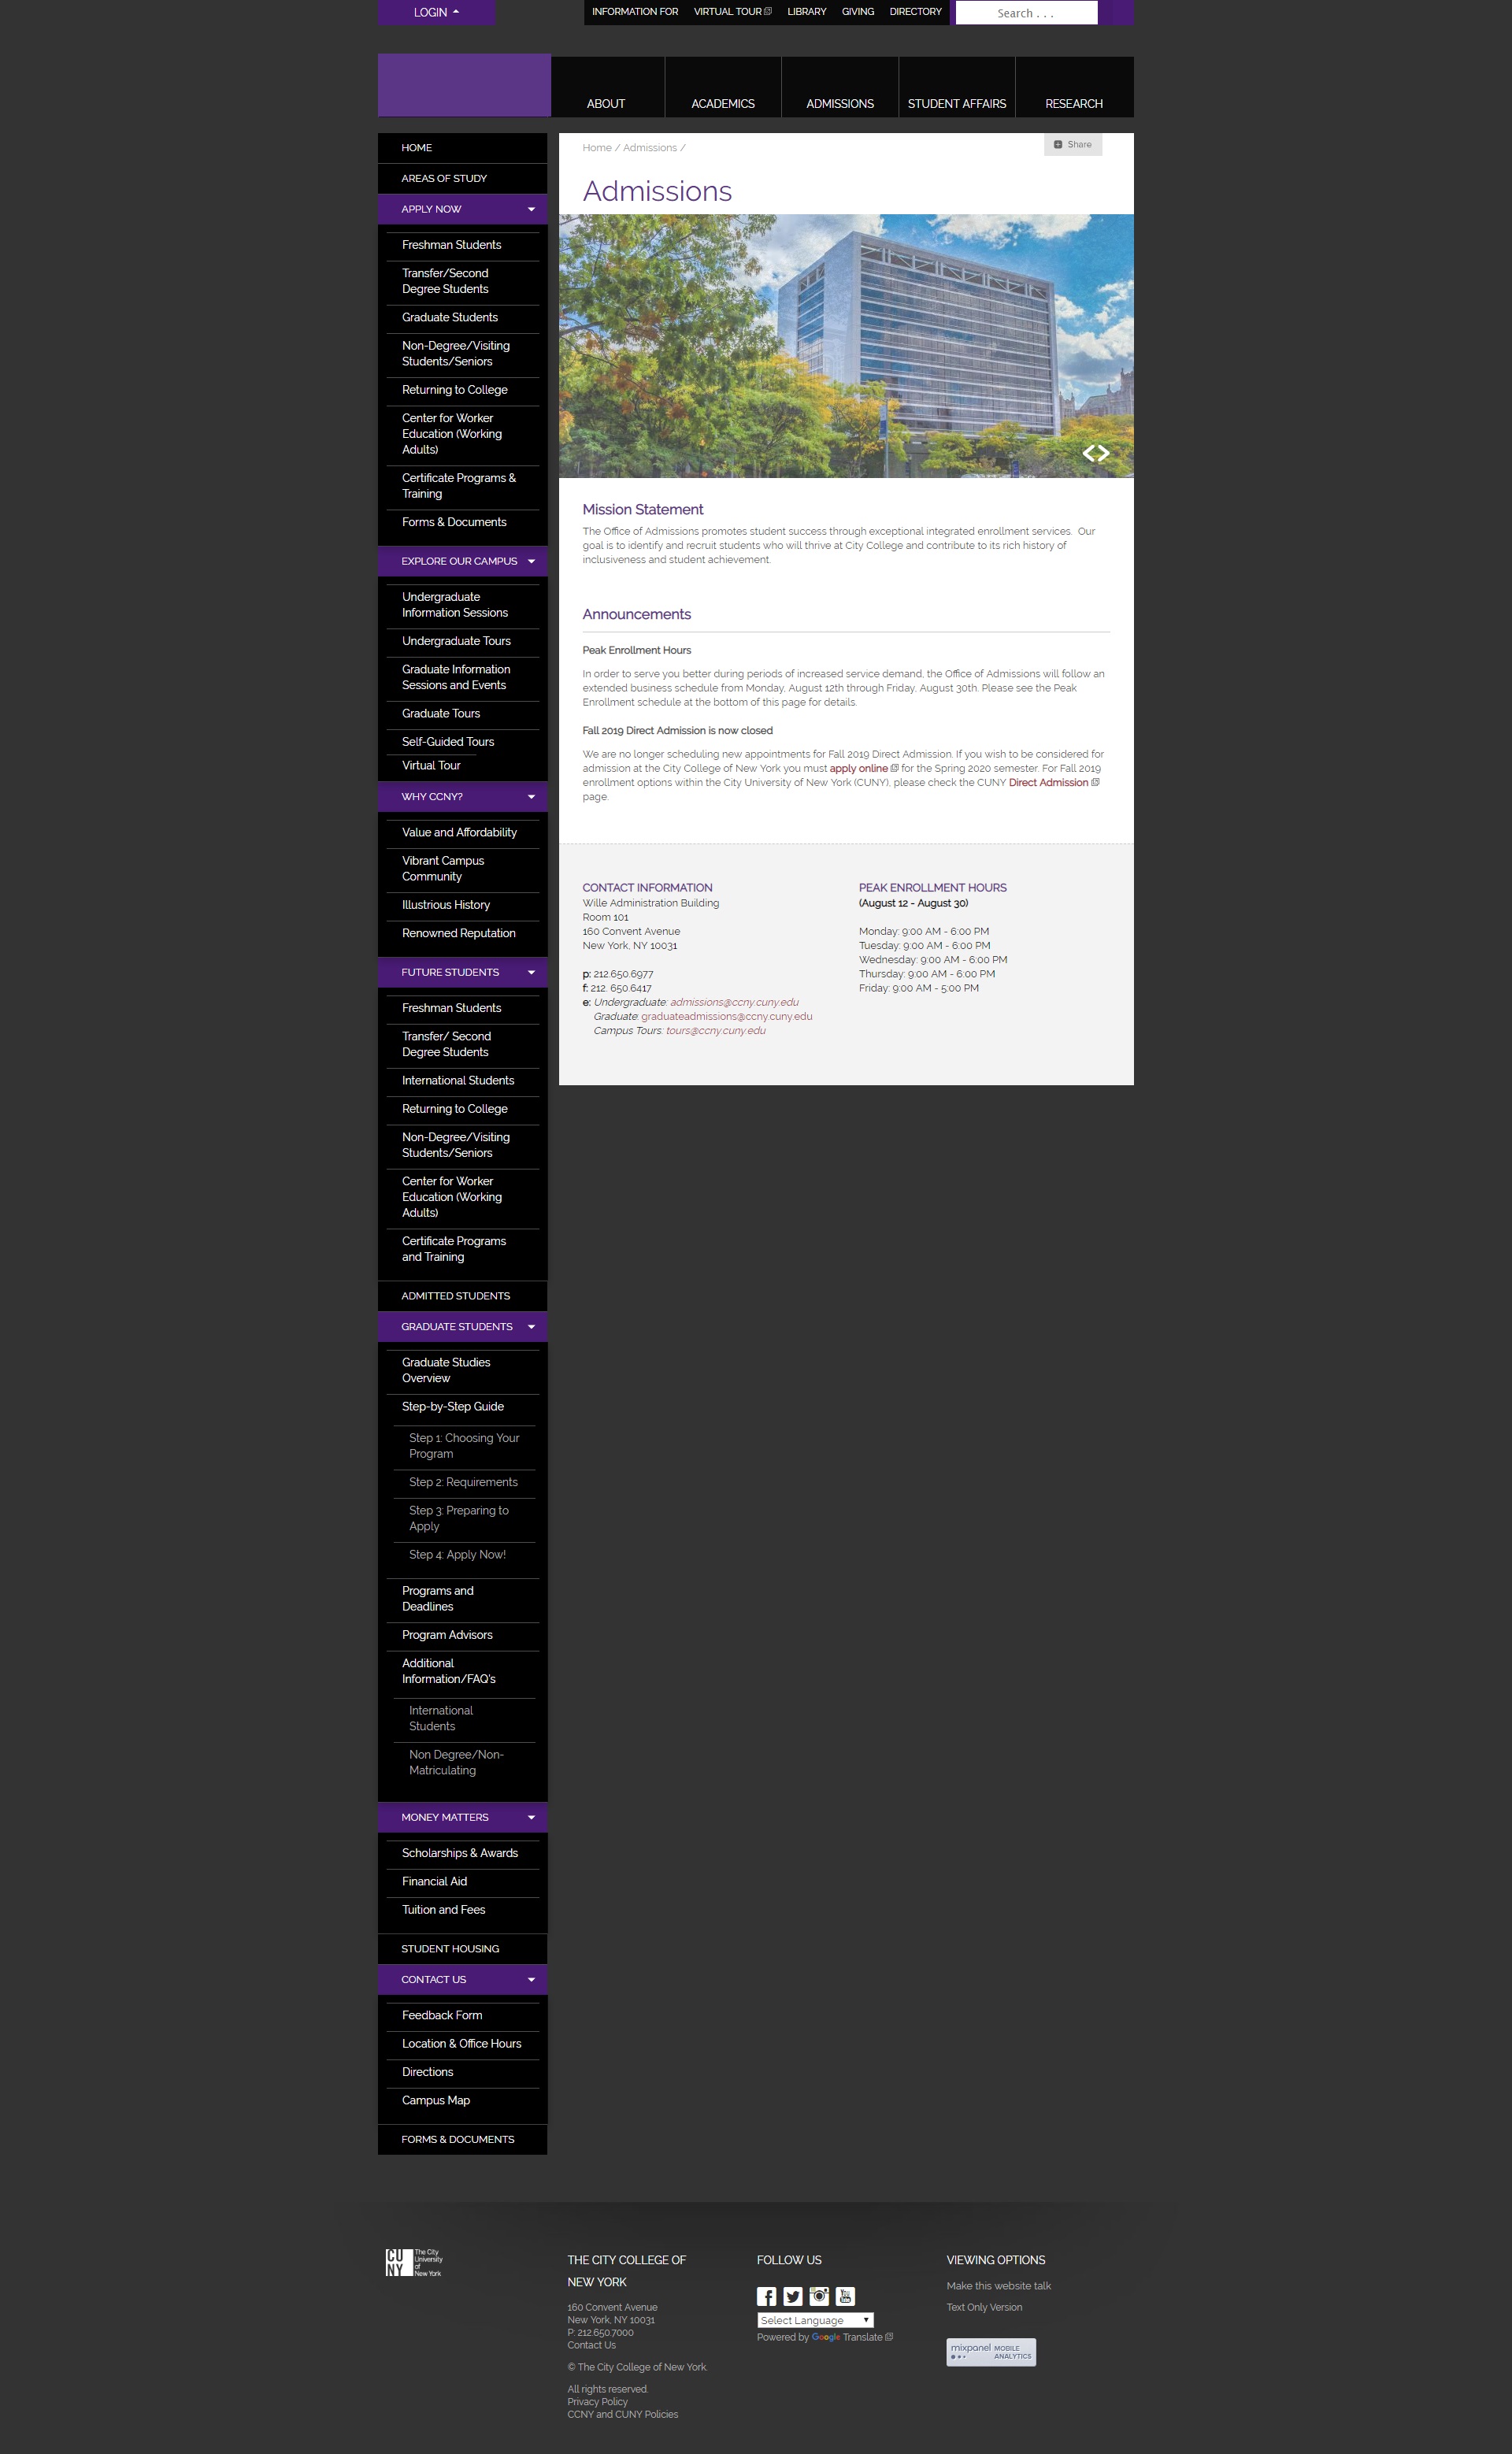 LOGIN
INFORMATION FOR
VIRTUAL TOUR
LIBRARY
GIVING
DIRECTORY
Search . . .
ABOUT
ACADEMICS
ADMISSIONS
STUDENT AFFAIRS
RESEARCH
HOME
AREAS OF STUDY
APPLY NOW
Freshman Students
Transfer/Second
Degree Students
Graduate Students
Non-Degree/Visiting
Students/Seniors
Returning to College
Center for Worker
Education (Working
Adults)
Certificate Programs &
Training
Forms & Documents
EXPLORE OUR CAMPUS
Undergraduate
Information Sessions
Undergraduate Tours
Graduate Information
Sessions and Events
Graduate Tours
Self-Guided Tours
Virtual Tour
WHY CCNY?
Value and Affordability
Vibrant Campus
Community
Illustrious History
Renowned Reputation
FUTURE STUDENTS
Freshman Students
Transfer/ Second
Degree Students
International Students
Returning to College
Non-Degree/Visiting
Students/Seniors
Center for Worker
Education (Working
Adults)
Certificate Programs
and Training
ADMITTED STUDENTS
GRADUATE STUDENTS
Graduate Studies
Overview
Step-by-Step Guide
Step 1: Choosing Your
Program
Step 2: Requirements
Step 3: Preparing to
Apply
Step 4: Apply Now!
Programs and
Deadlines
Program Advisors
Additional
Information/FAQ's
International
Students
Non Degree/Non-
Matriculating
MONEY MATTERS
Scholarships & Awards
Financial Aid
Tuition and Fees
STUDENT HOUSING
CONTACT US
Feedback Form
Location & Office Hours
Directions
Campus Map
FORMS & DOCUMENTS
Home / Admissions /
Share
Admissions
Mission Statement
The Office of Admissions promotes student success through exceptional integrated enrollment services. Our
goal is to identify and recruit students who will thrive at City College and contribute to its rich history of
inclusiveness and student achievement.
Announcements
Peak Enrollment Hours
In order to serve you better during periods of increased service demand, the Office of Admissions will follow an
extended business schedule from Monday, August 12th through Friday, August 30th. Please see the Peak
Enrollment schedule at the bottom of this page for details.
Fall 2019 Direct Admission is now closed
We are no longer scheduling new appointments for Fall 2019 Direct Admission. If you wish to be considered for
admission at the City College of New York you must apply online for the Spring 2020 semester. For Fall 2019
enrollment options within the City University of New York (CUNY), please check the CUNY Direct Admission
page.
CONTACT INFORMATION
Wille Administration Building
Room 101
160 Convent Avenue
New York, NY 10031
p: 212.650.6977
f: 212. 650.6417
e: Undergraduate: admissions@ccny.cuny.edu
Graduate: graduateadmissions@ccny.cuny.edu
Campus Tours: tours@ccny.cuny.edu
PEAK ENROLLMENT HOURS
(August 12 - August 30)
Monday: 9:00 AM - 6:00 PM
Tuesday: 9:00 AM - 6:00 PM
Wednesday: 9:00 AM - 6:00 PM
Thursday: 9:00 AM - 6:00 PM
Friday: 9:00 AM - 5:00 PM
CU
NY
The City
University
of
New York
THE CITY COLLEGE OF
NEW YORK
160 Convent Avenue
New York, NY 10031
P: 212.650.7000
Contact Us
© The City College of New York.
All rights reserved.
Privacy Policy
CCNY and CUNY Policies
FOLLOW US
You
Tube
Select Language
Powered by Google Translate
VIEWING OPTIONS
Make this website talk
Text Only Version
mixpanel MOBILE
ANALYTICS